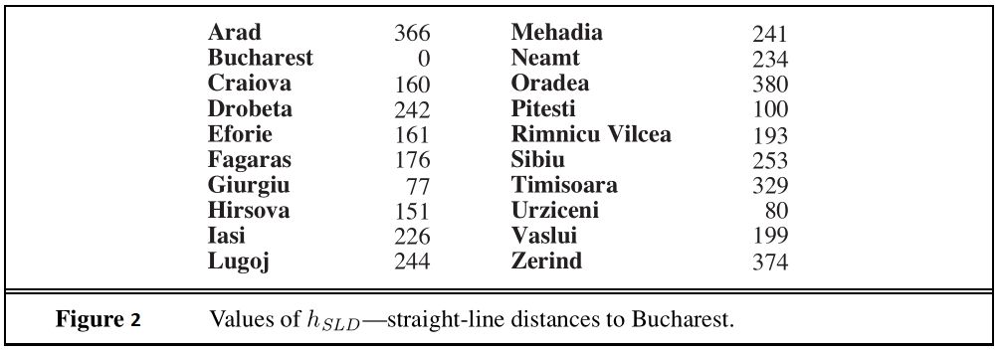 Arad 366 Mehadia 241
Bucharest 0 Neamt 234
Craiova 160 Oradea 380
Drobeta 242 Pitesti 100
Eforie 161 Rimnicu Vilcea 193
Fagaras 176 Sibiu 253
Giurgiu 77 Timisoara 329
Hirsova 151 Urziceni 80
Iasi 226 Vaslui 199
Lugoj 244 Zerind 374
Figure 2 Values of hSLD—straight-line distances to Bucharest.